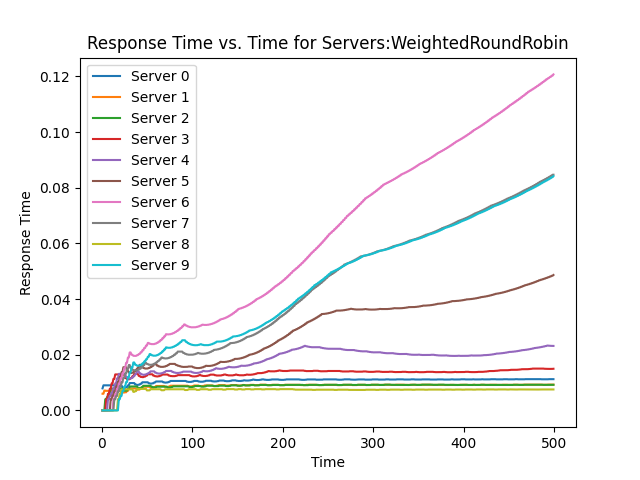 Response Time vs. Time for Servers:WeightedRoundRobin
Server 0
Server 1
Server 2
Server 3
Server 4
Server 5
Server 6
Server 7
Server 8
Server 9
0.12
0.10
0.08
0.06
0.04
0.02
0.00
Response Time
0 100 200 300 400 500
Time